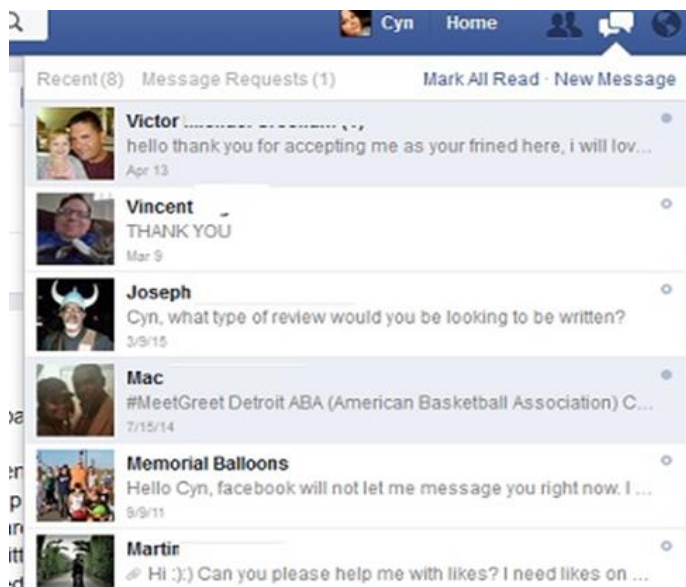 Cyn Home
Recent (8) Message Requests (1) Mark All Read · New Message
Victor
hello thank you for accepting me as your frined here, i will lov...
Apr 13
Vincent
THANK YOU
Mar 9
Joseph
Cyn, what type of review would you be looking to be written?
3/9/15
Mac
#MeetGreet Detroit ABA (American Basketball Association) C...
7/15/14
Memorial Balloons
Hello Cyn, facebook will not let me message you right now. I ...
9/9/11
Martin
Hi :):) Can you please help me with likes? I need likes on ...